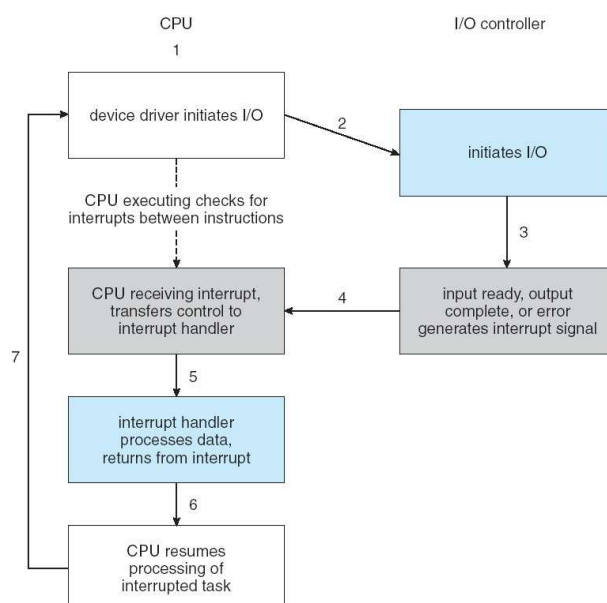 CPU
I/O controller
1
device driver initiates I/O
2
initiates I/O
CPU executing checks for
interrupts between instructions
3
CPU receiving interrupt,
transfers control to
interrupt handler
4
input ready, output
complete, or error
generates interrupt signal
7
5
interrupt handler
processes data,
returns from interrupt
6
CPU resumes
processing of
interrupted task